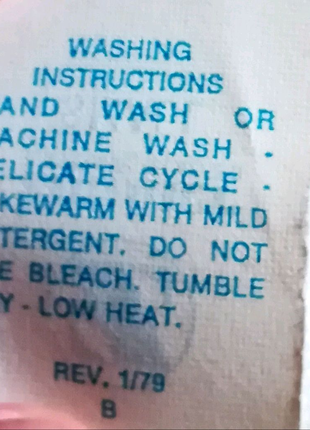 WASHING
INSTRUCTIONS
AND WASH OR
ACHINE WASH -
ELICATE CYCLE -
KEWARM WITH MILD
TERGENT. DO NOT
E BLEACH. TUMBLE
Y - LOW HEAT.
REV. 1/79
B